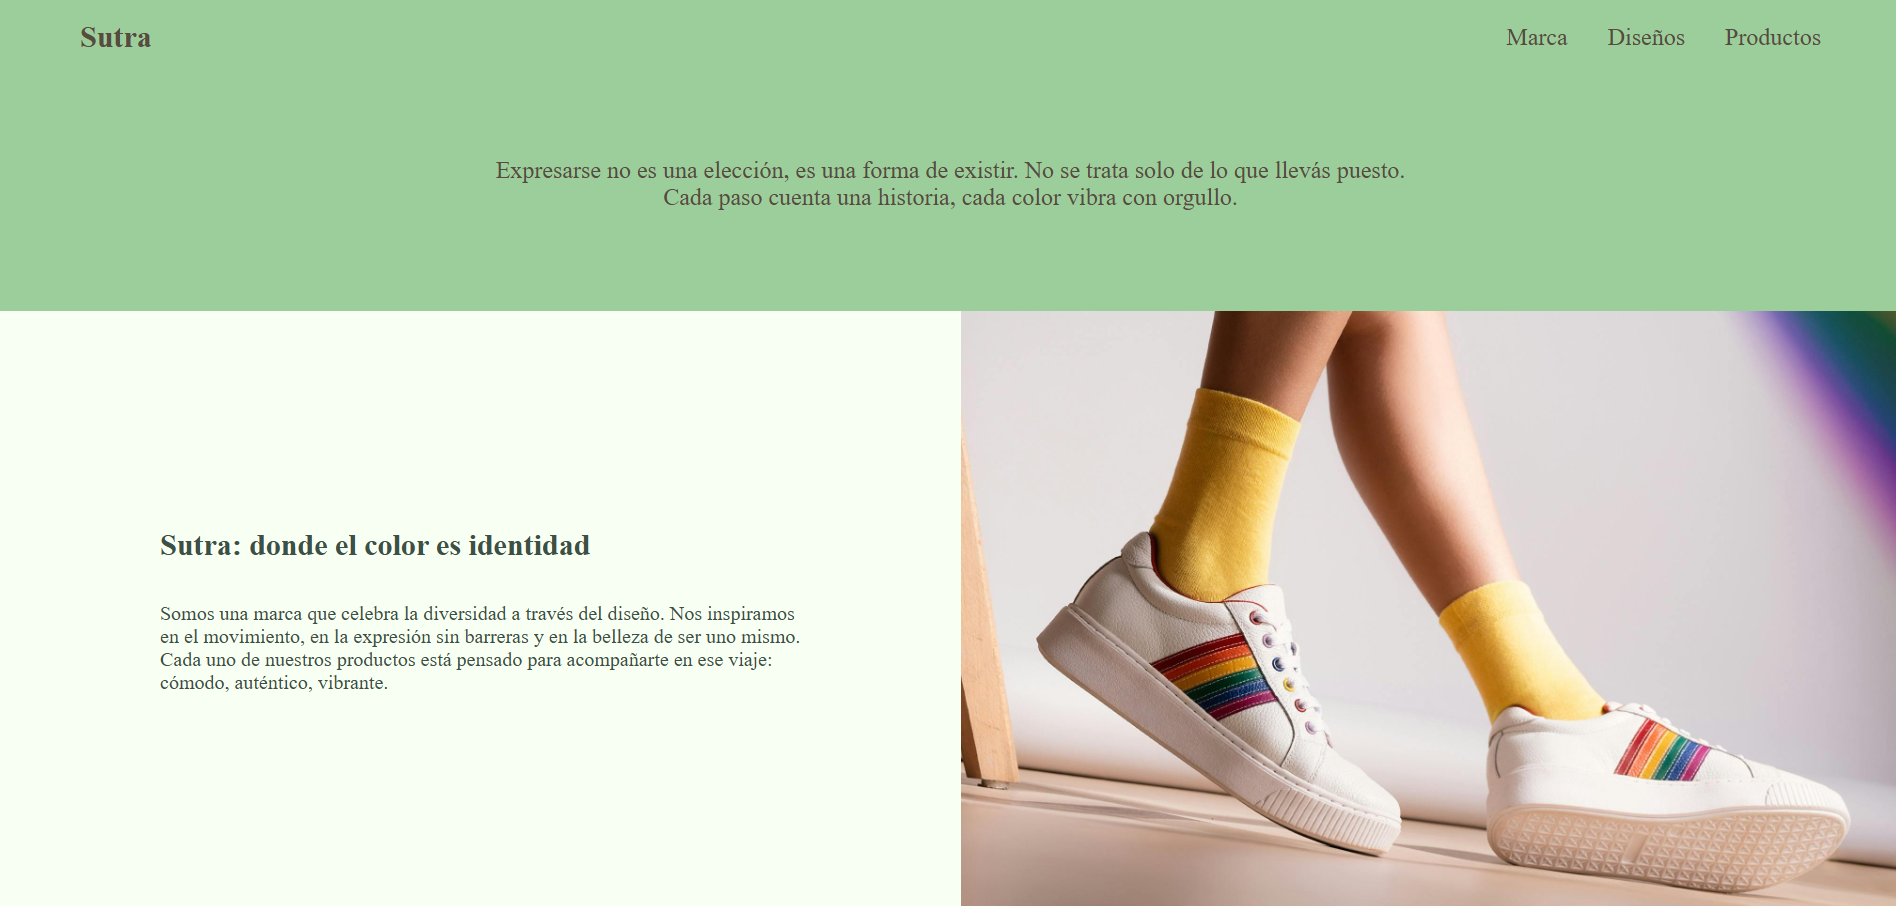 Sutra
Marca Diseños Productos
Expresarse no es una elección, es una forma de existir. No se trata solo de lo que llevás puesto.
Cada paso cuenta una historia, cada color vibra con orgullo.
Sutra: donde el color es identidad
Somos una marca que celebra la diversidad a través del diseño. Nos inspiramos
en el movimiento, en la expresión sin barreras y en la belleza de ser uno mismo.
Cada uno de nuestros productos está pensado para acompañarte en ese viaje:
cómodo, auténtico, vibrante.